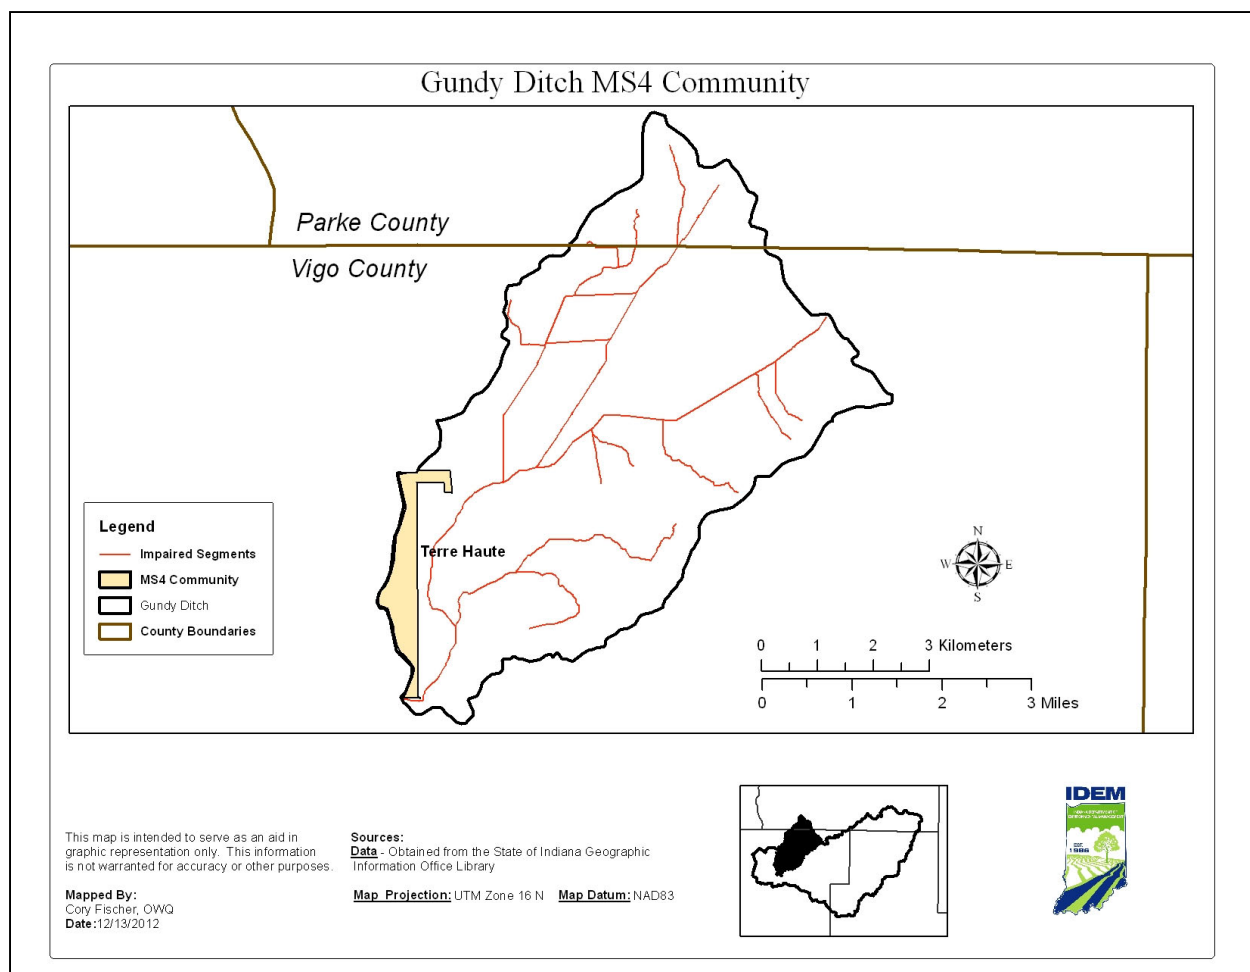 Gundy Ditch MS4 Community
Parke County
Vigo County
Legend
Impaired Segments
MS4 Community
Gundy Ditch
County Boundaries
Terre Haute
N
W E
S
0 1 2 3 Kilometers
0 1 2 3 Miles
This map is intended to serve as an aid in
graphic representation only. This information
is not warranted for accuracy or other purposes.
Mapped By:
Cory Fischer, OWQ
Date:12/13/2012
Sources:
Data - Obtained from the State of Indiana Geographic
Information Office Library
Map Projection: UTM Zone 16 N Map Datum: NAD83
IDEM
1986